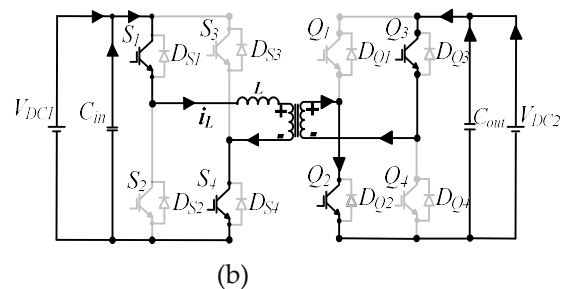 S1
DS1
S3
DS3
Q1
DQ1
Q3
DQ3
VDC1
Cin
iL
L
+
-
+
-
Cout
VDC2
S2
DS2
S4
DS4
Q2
DQ2
Q4
DQ4
(b)